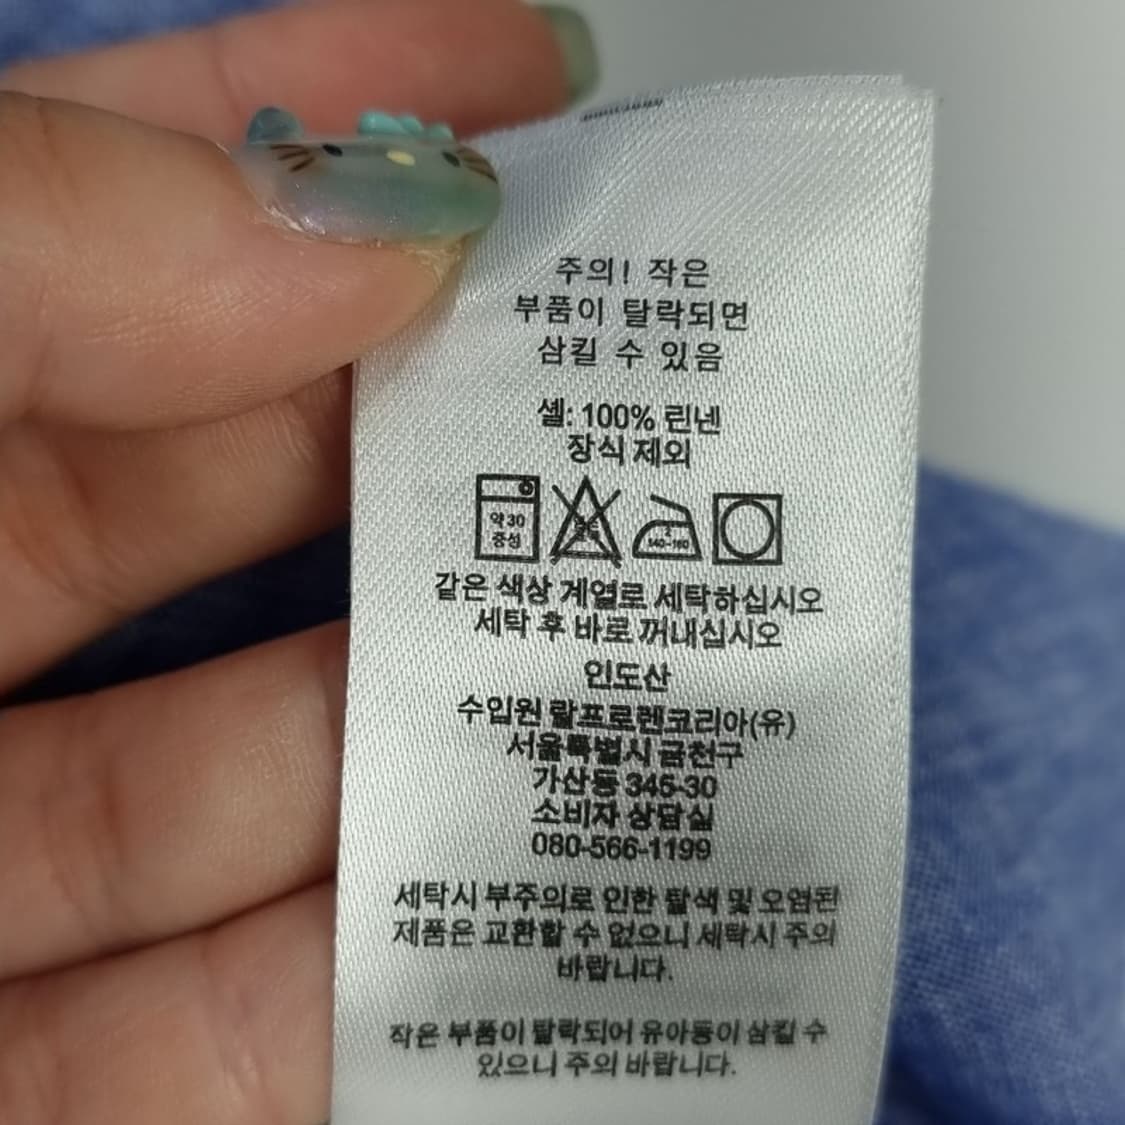 주의! 작은
부품이 탈락되면
삼킬 수 있음
셸: 100% 린넨
장식 제외
약 30
중성
2
140~160
같은 색상 계열로 세탁하십시오
세탁 후 바로 꺼내십시오
인도산
수입원 랄프로렌코리아(유)
서울특별시 금천구
가산동 345-30
소비자 상담실
080-566-1199
세탁시 부주의로 인한 탈색 및 오염된
제품은 교환할 수 없으니 세탁시 주의
바랍니다.
작은 부품이 탈락되어 유아등이 삼킬 수
있으니 주의 바랍니다.